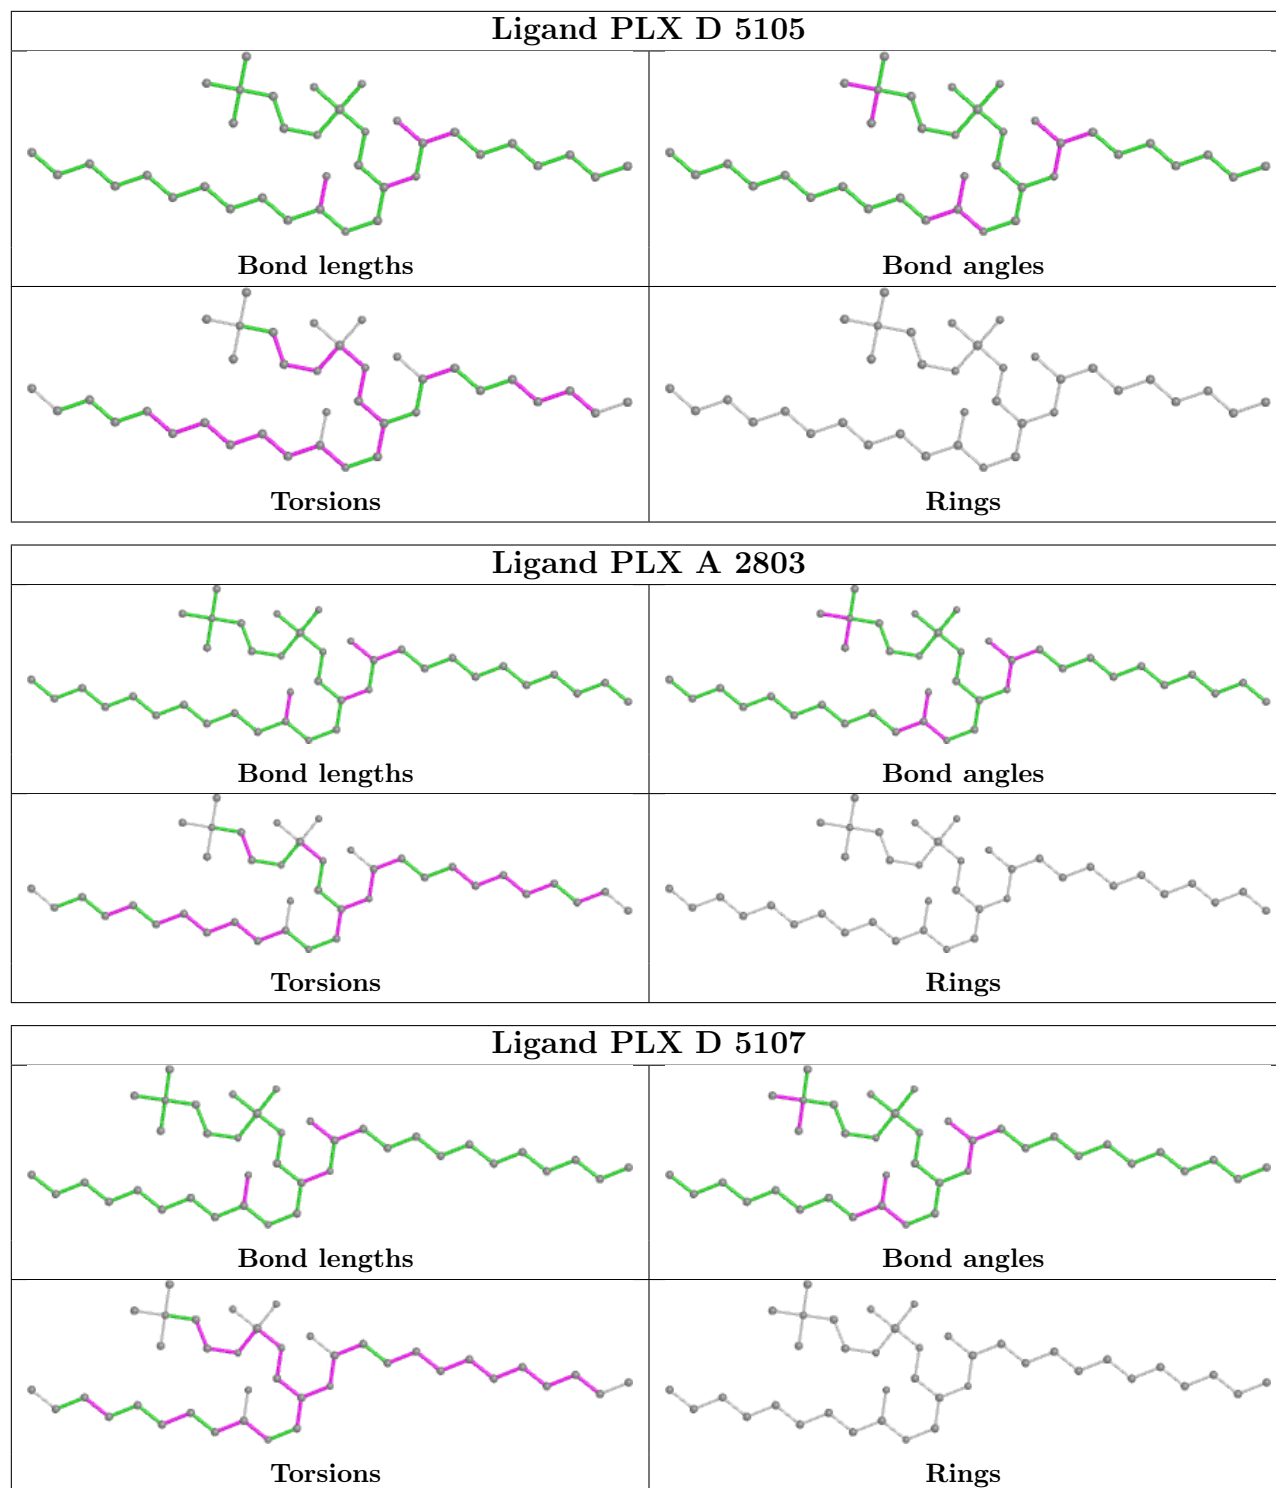 Ligand PLX D 5105
Bond lengths
Bond angles
Torsions
Rings
Ligand PLX A 2803
Bond lengths
Bond angles
Torsions
Rings
Ligand PLX D 5107
Bond lengths
Bond angles
Torsions
Rings